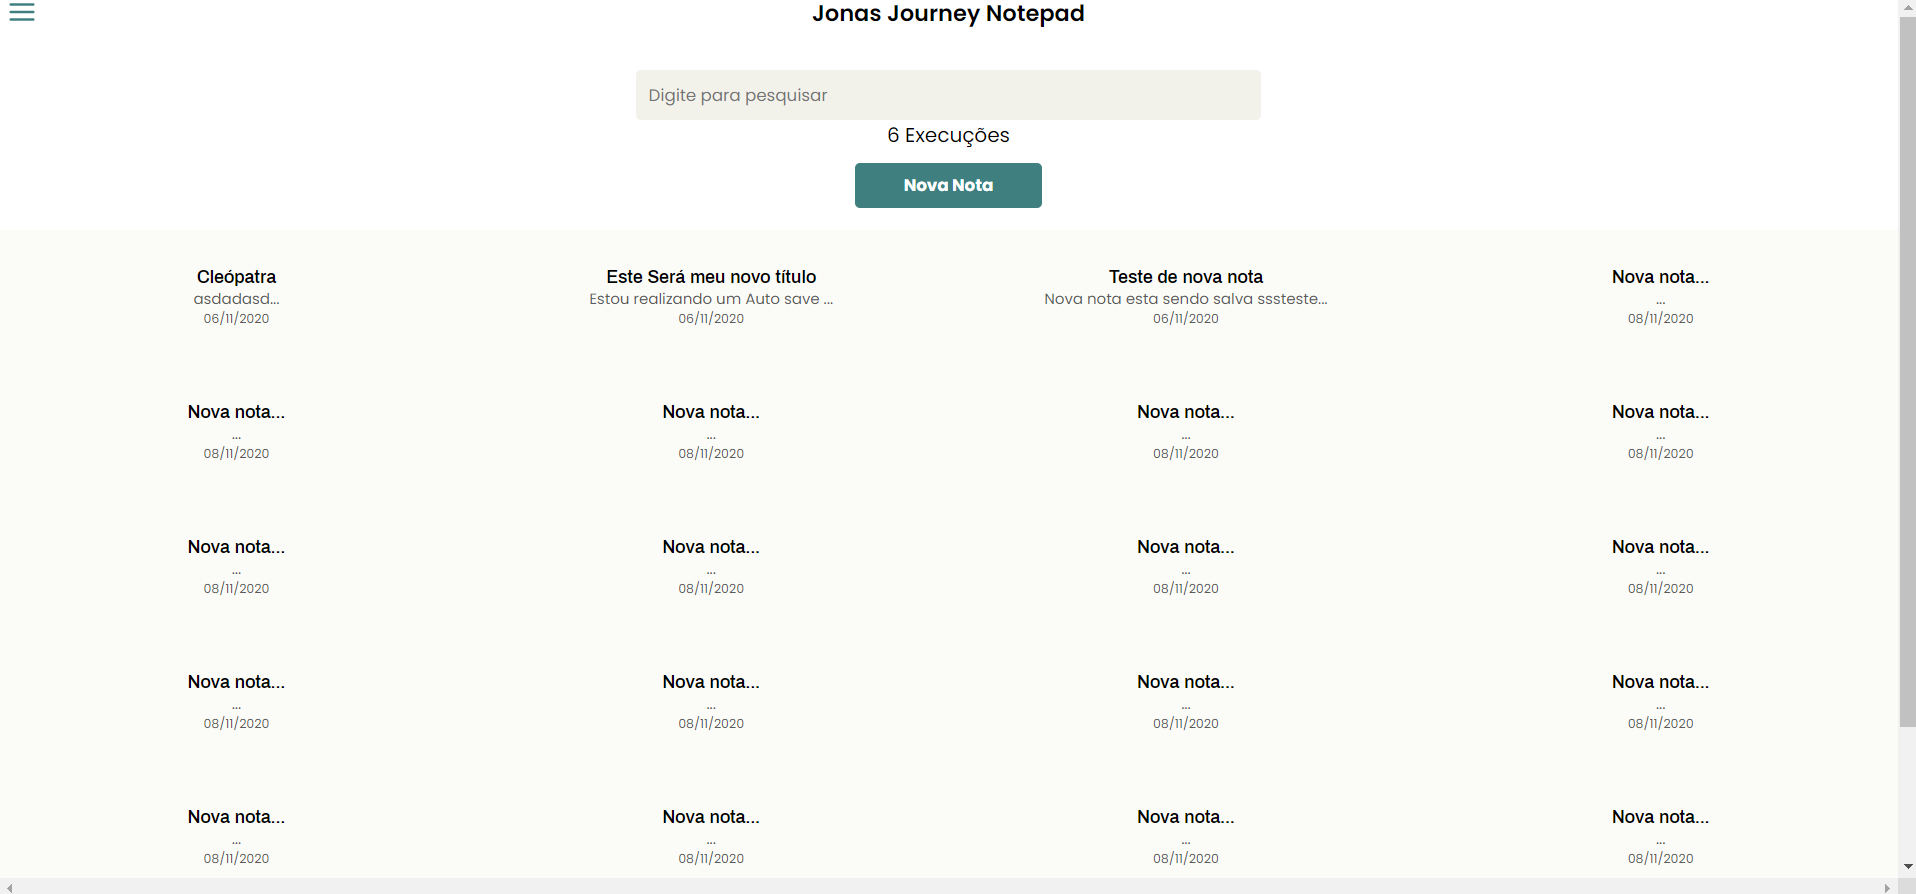 Jonas Journey Notepad
Digite para pesquisar
6 Execuções
Nova Nota
Cleópatra
asdadasd...
06/11/2020
Este Será meu novo título
Estou realizando um Auto save ...
06/11/2020
Teste de nova nota
Nova nota esta sendo salva sssteste...
06/11/2020
Nova nota...
...
08/11/2020
Nova nota...
...
08/11/2020
Nova nota...
...
08/11/2020
Nova nota...
...
08/11/2020
Nova nota...
...
08/11/2020
Nova nota...
...
08/11/2020
Nova nota...
...
08/11/2020
Nova nota...
...
08/11/2020
Nova nota...
...
08/11/2020
Nova nota...
...
08/11/2020
Nova nota...
...
08/11/2020
Nova nota...
...
08/11/2020
Nova nota...
...
08/11/2020
Nova nota...
...
08/11/2020
Nova nota...
...
08/11/2020
Nova nota...
...
08/11/2020
Nova nota...
...
08/11/2020